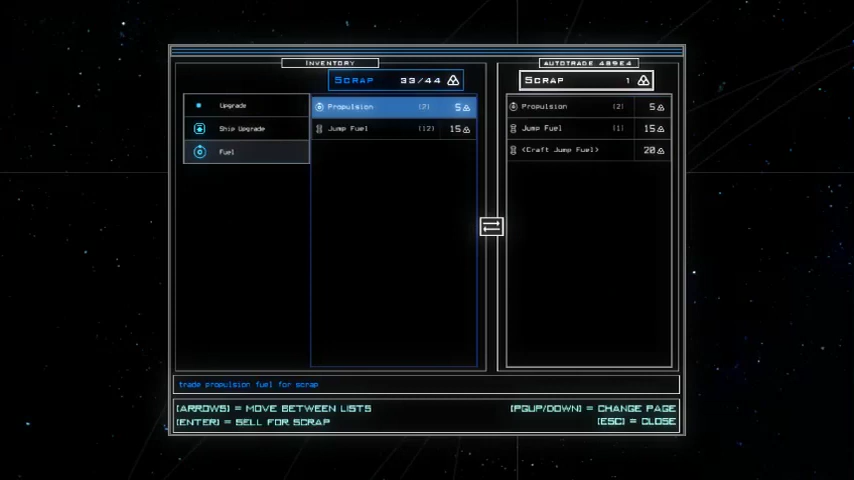 INVENTORY
SCRAP 33/44
Upgrade
Ship Upgrade
Fuel
Propulsion (7) 5
Jump Fuel (12) 15
AUTOTRADE 489E4
SCRAP 1
Propulsion (2) 5
Jump Fuel (1) 15
<Craft Jump Fuel> 20
trade propulsion fuel for scrap
[ARROWS] = MOVE BETWEEN LISTS
[PGUP/DOWN] = CHANGE PAGE
[ENTER] = SELL FOR SCRAP
[ESC] = CLOSE